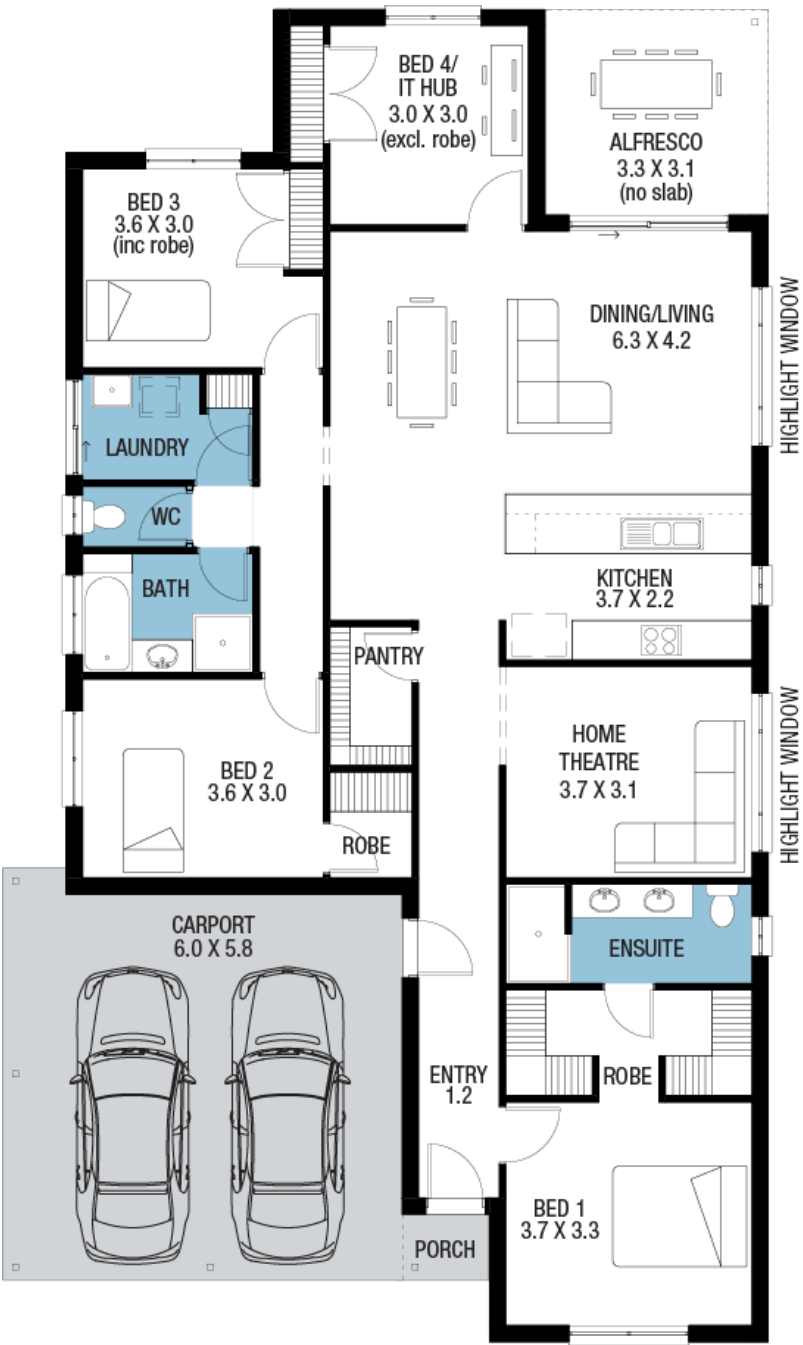 BED 4/
IT HUB
3.0 X 3.0
(excl. robe)
ALFRESCO
3.3 X 3.1
(no slab)
BED 3
3.6 X 3.0
(inc robe)
DINING/LIVING
6.3 X 4.2
HIGHLIGHT WINDOW
LAUNDRY
WC
BATH
KITCHEN
3.7 X 2.2
PANTRY
BED 2
3.6 X 3.0
HOME
THEATRE
3.7 X 3.1
HIGHLIGHT WINDOW
ROBE
CARPORT
6.0 X 5.8
ENSUITE
ENTRY
1.2
ROBE
BED 1
3.7 X 3.3
PORCH